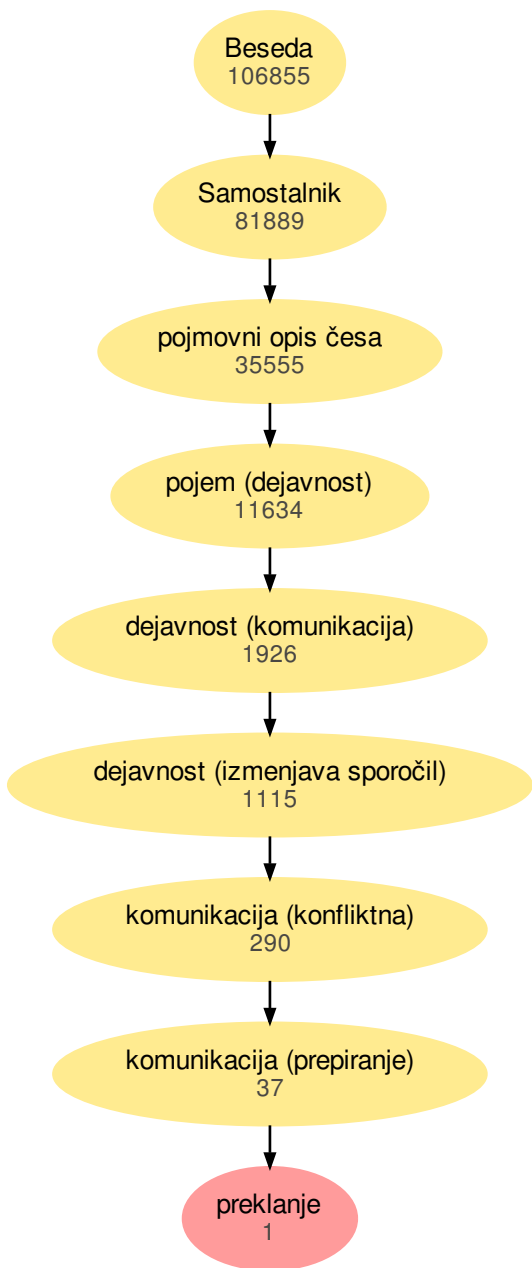 Beseda
106855
Samostalnik
81889
pojmovni opis česa
35555
pojem (dejavnost)
11634
dejavnost (komunikacija)
1926
dejavnost (izmenjava sporočil)
1115
komunikacija (konfliktna)
290
komunikacija (prepiranje)
37
preklanje
1